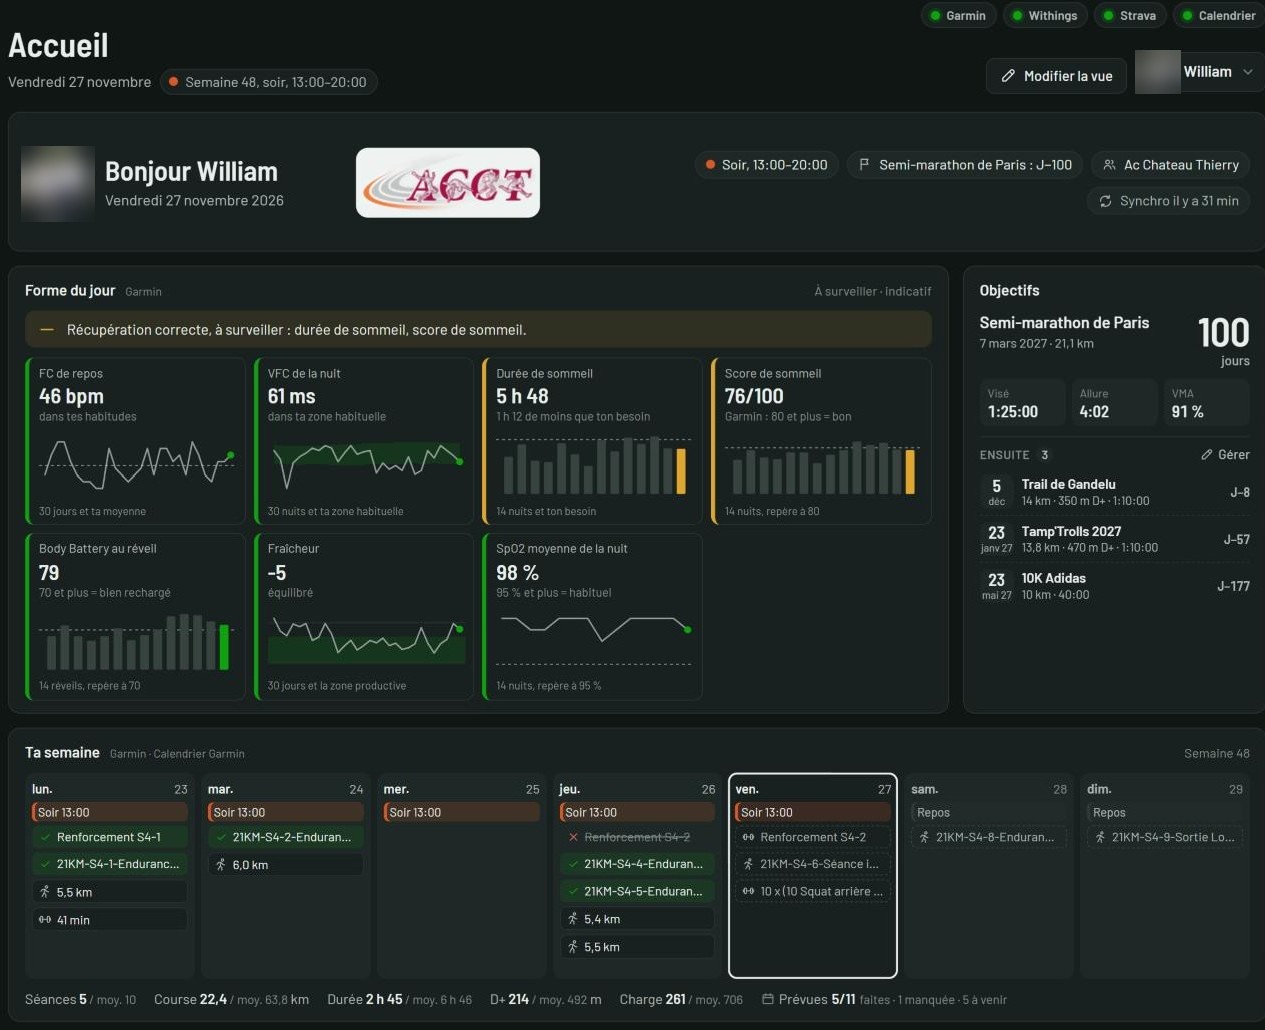 Garmin
Withings
Strava
Calendrier
Accueil
Vendredi 27 novembre
Semaine 48, soir, 13:00–20:00
Modifier la vue
William
Bonjour William
Vendredi 27 novembre 2026
ACCT
Soir, 13:00–20:00
Semi-marathon de Paris : J–100
Ac Chateau Thierry
Synchro il y a 31 min
Forme du jour Garmin
À surveiller · indicatif
Récupération correcte, à surveiller : durée de sommeil, score de sommeil.
FC de repos
46 bpm
dans tes habitudes
30 jours et ta moyenne
VFC de la nuit
61 ms
dans ta zone habituelle
30 nuits et ta zone habituelle
Durée de sommeil
5 h 48
1 h 12 de moins que ton besoin
14 nuits et ton besoin
Score de sommeil
76/100
Garmin : 80 et plus = bon
14 nuits, repère à 80
Body Battery au réveil
79
70 et plus = bien rechargé
14 réveils, repère à 70
Fraîcheur
-5
équilibré
30 jours et la zone productive
SpO2 moyenne de la nuit
98 %
95 % et plus = habituel
14 nuits, repère à 95 %
Objectifs
Semi-marathon de Paris
7 mars 2027 · 21,1 km
100
jours
Visé
1:25:00
Allure
4:02
VMA
91 %
ENSUITE 3
Gérer
5
déc
Trail de Gandelu
14 km · 350 m D+ · 1:10:00
J–8
23
janv 27
Tamp'Trolls 2027
13,8 km · 470 m D+ · 1:10:00
J–57
23
mai 27
10K Adidas
10 km · 40:00
J–177
Ta semaine Garmin · Calendrier Garmin
Semaine 48
lun. 23
Soir 13:00
Renforcement S4-1
21KM-S4-1-Enduranc...
5,5 km
41 min
mar. 24
Soir 13:00
21KM-S4-2-Enduran...
6,0 km
mer. 25
Soir 13:00
jeu. 26
Soir 13:00
Renforcement S4-2
21KM-S4-4-Enduran...
21KM-S4-5-Enduran...
5,4 km
5,5 km
ven. 27
Soir 13:00
Renforcement S4-2
21KM-S4-6-Séance i...
10 x (10 Squat arrière ...
sam. 28
Repos
21KM-S4-8-Enduran...
dim. 29
Repos
21KM-S4-9-Sortie Lo...
Séances 5 / moy. 10
Course 22,4 / moy. 63,8 km
Durée 2 h 45 / moy. 6 h 46
D+ 214 / moy. 492 m
Charge 261 / moy. 706
Prévues 5/11 faites · 1 manquée · 5 à venir